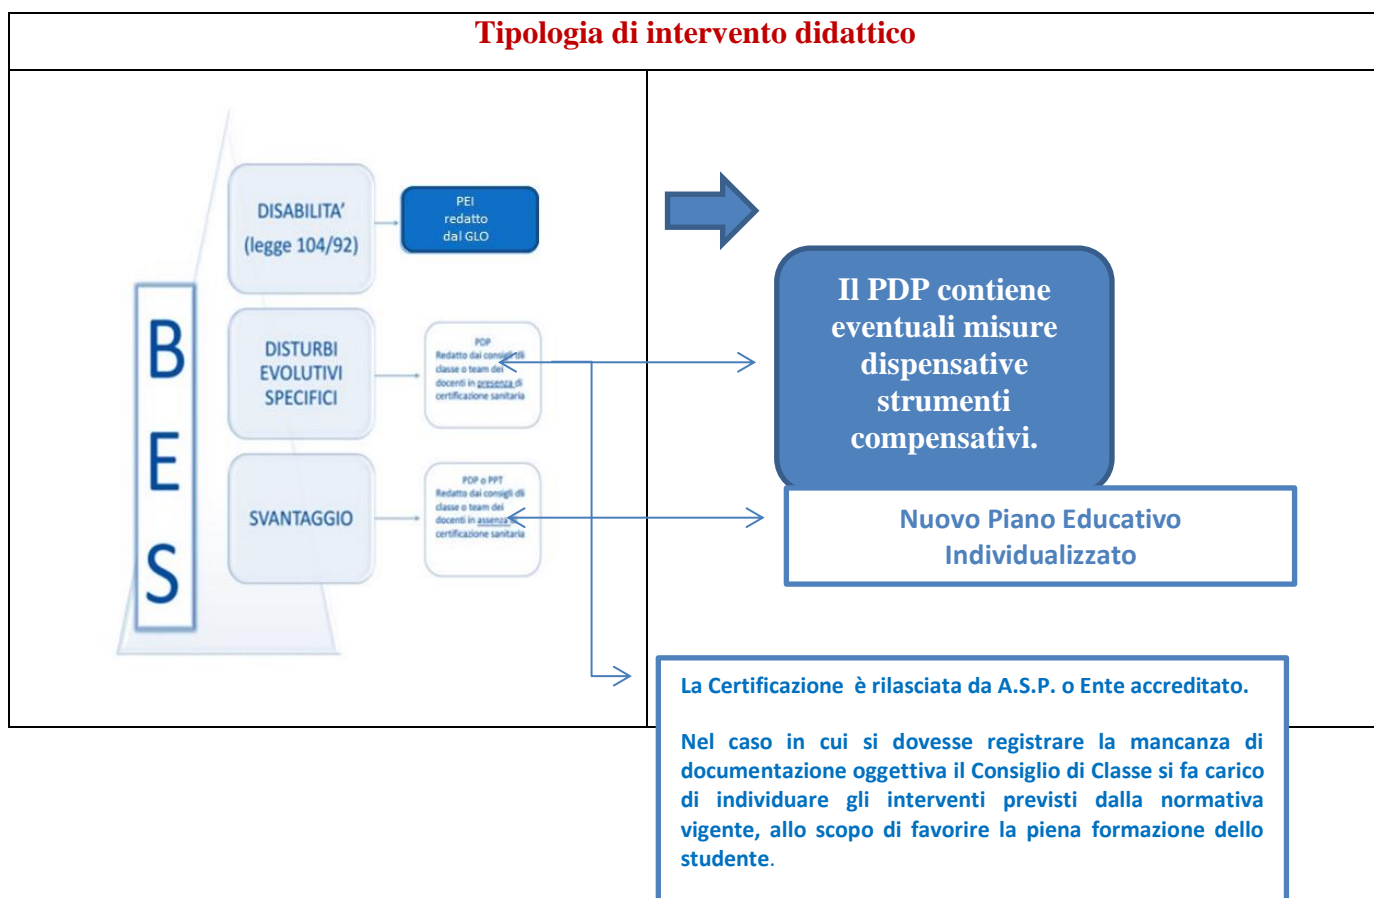 Tipologia di intervento didattico
B
E
S
DISABILITA’
(legge 104/92)
PEI
redatto
dal GLO
DISTURBI
EVOLUTIVI
SPECIFICI
PDP
Redatto dai consigli dli
classe o team dei
docenti in presenza di
certificazione sanitaria
SVANTAGGIO
PDP o PPT
Redatto dai consigli dli
classe o team dei
docenti in assenza
certificazione sanitaria
Il PDP contiene
eventuali misure
dispensative
strumenti
compensativi.
Nuovo Piano Educativo
Individualizzato
La Certificazione è rilasciata da A.S.P. o Ente accreditato.
Nel caso in cui si dovesse registrare la mancanza di
documentazione oggettiva il Consiglio di Classe si fa carico
di individuare gli interventi previsti dalla normativa
vigente, allo scopo di favorire la piena formazione dello
studente.